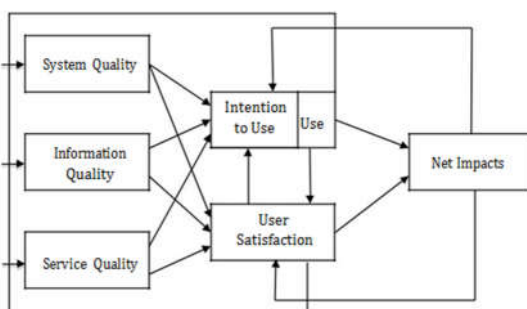 System Quality
Intention
to Use
Use
Information
Quality
Net Impacts
User
Satisfaction
Service Quality